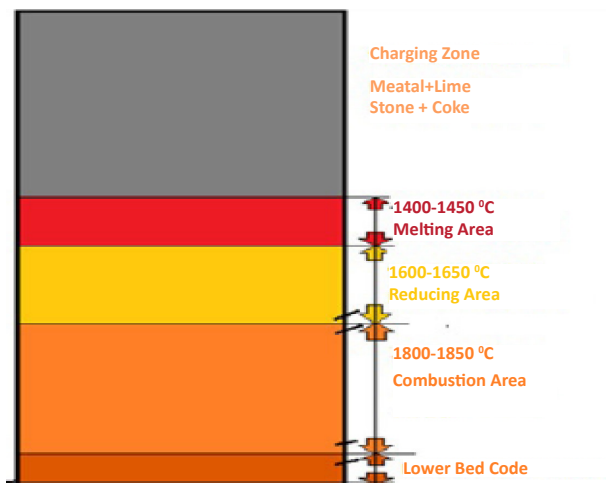 Charging Zone
Meatal+Lime
Stone + Coke
1400-1450 ⁰C
Melting Area
1600-1650 ⁰C
Reducing Area
1800-1850 ⁰C
Combustion Area
Lower Bed Code